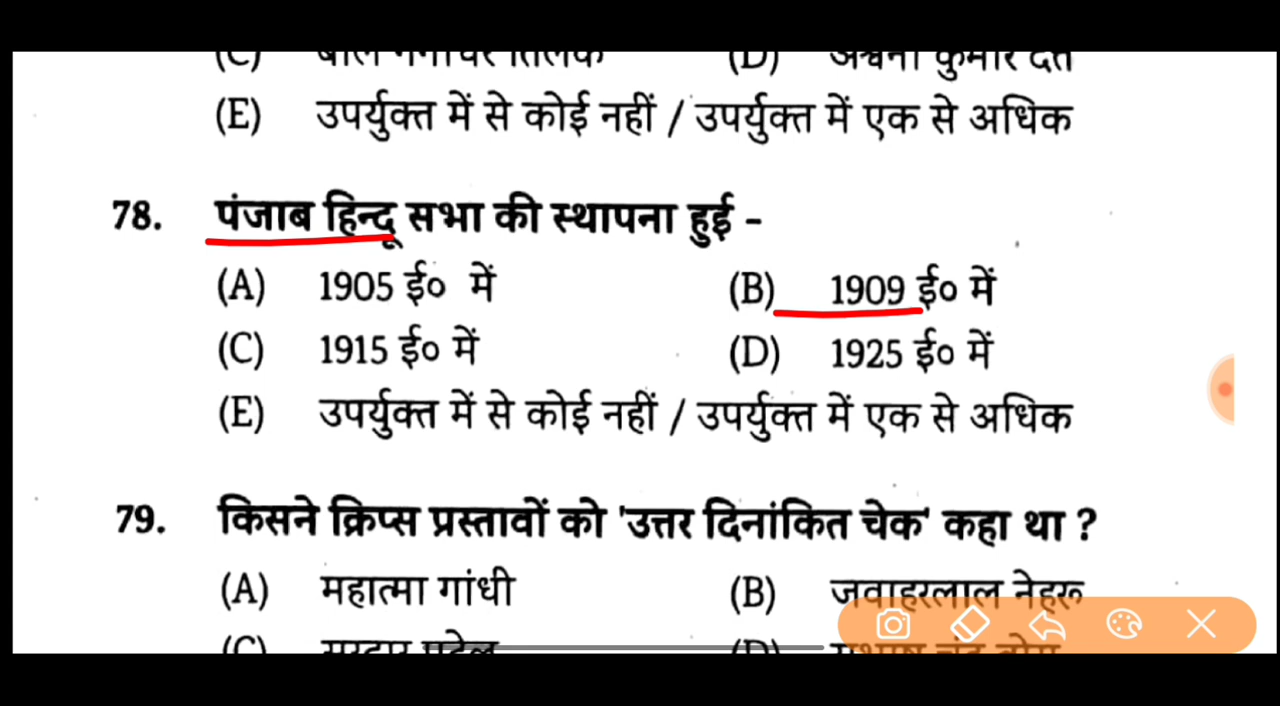 (E) उपर्युक्त में से कोई नहीं / उपर्युक्त में एक से अधिक
78. पंजाब हिन्दू सभा की स्थापना हुई -
(A) 1905 ई० में (B) 1909 ई० में
(C) 1915 ई० में (D) 1925 ई० में
(E) उपर्युक्त में से कोई नहीं / उपर्युक्त में एक से अधिक
79. किसने क्रिप्स प्रस्तावों को 'उत्तर दिनांकित चेक' कहा था ?
(A) महात्मा गांधी (B) जवाहरलाल नेहरू